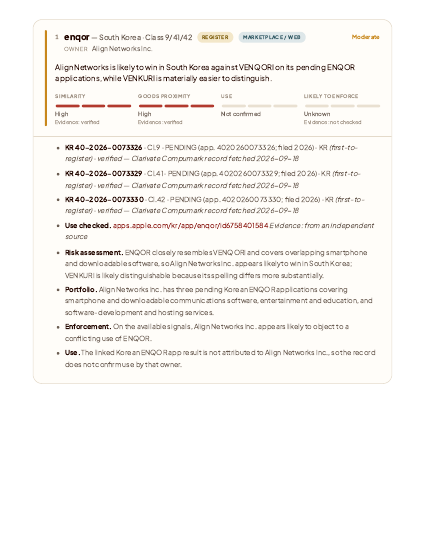 1 enqor — South Korea · Class 9/41/42 REGISTER MARKETPLACE / WEB Moderate
OWNER Align Networks Inc.
Align Networks is likely to win in South Korea against VENQORI on its pending ENQOR
applications, while VENKURI is materially easier to distinguish.
SIMILARITY GOODS PROXIMITY USE LIKELY TO ENFORCE
High High Not confirmed Unknown
Evidence: verified Evidence: verified Evidence: not checked
• KR 40-2026-0073326 · Cl.9 · PENDING (app. 4020260073326; filed 2026) · KR (first-to-
register) · verified — Clarivate Compumark record fetched 2026-09-18
• KR 40-2026-0073329 · Cl.41 · PENDING (app. 4020260073329; filed 2026) · KR (first-to-
register) · verified — Clarivate Compumark record fetched 2026-09-18
• KR 40-2026-0073330 · Cl.42 · PENDING (app. 4020260073330; filed 2026) · KR (first-to-
register) · verified — Clarivate Compumark record fetched 2026-09-18
• Use checked. apps.apple.com/kr/app/enqor/id6758401584 Evidence: from an independent
source
• Risk assessment. ENQOR closely resembles VENQORI and covers overlapping smartphone
and downloadable software, so Align Networks Inc. appears likely to win in South Korea;
VENKURI is likely distinguishable because its spelling differs more substantially.
• Portfolio. Align Networks Inc. has three pending Korean ENQOR applications covering
smartphone and downloadable communications software, entertainment and education, and
software-development and hosting services.
• Enforcement. On the available signals, Align Networks Inc. appears likely to object to a
conflicting use of ENQOR.
• Use. The linked Korean ENQOR app result is not attributed to Align Networks Inc., so the record
does not confirm use by that owner.